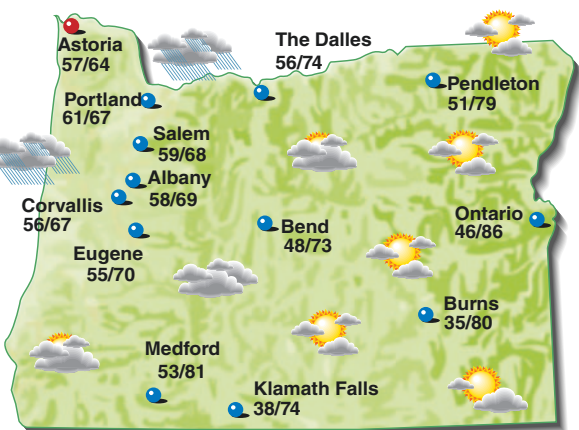 Astoria
57/64
The Dalles
56/74
Portland
61/67
Pendleton
51/79
Salem
59/68
Albany
58/69
Corvallis
56/67
Eugene
55/70
Bend
48/73
Ontario
46/86
Burns
35/80
Medford
53/81
Klamath Falls
38/74